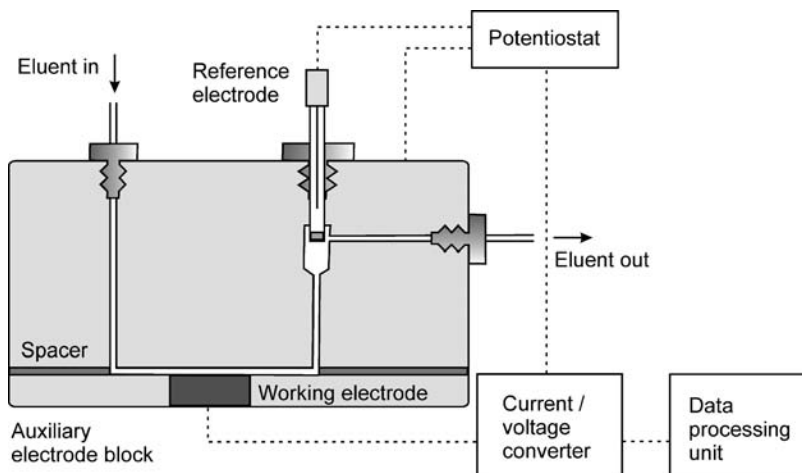 Eluent in
Reference
electrode
Potentiostat
Eluent out
Spacer
Working electrode
Auxiliary
electrode block
Current /
voltage
converter
Data
processing
unit